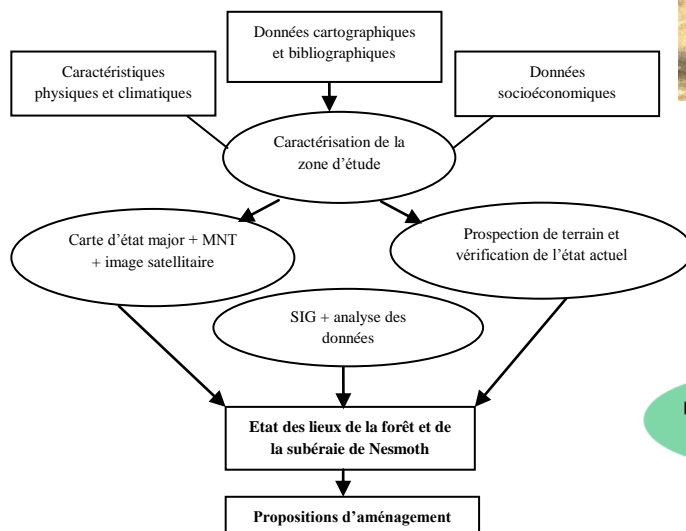 Données cartographiques
et bibliographiques
Caractéristiques
physiques et climatiques
Données
socioéconomiques
Caractérisation de la
zone d'étude
Carte d'état major + MNT
+ image satellitaire
Prospection de terrain et
vérification de l'état actuel
SIG + analyse des
données
Etat des lieux de la forêt et de
la subéraie de Nesmoth
Propositions d'aménagement